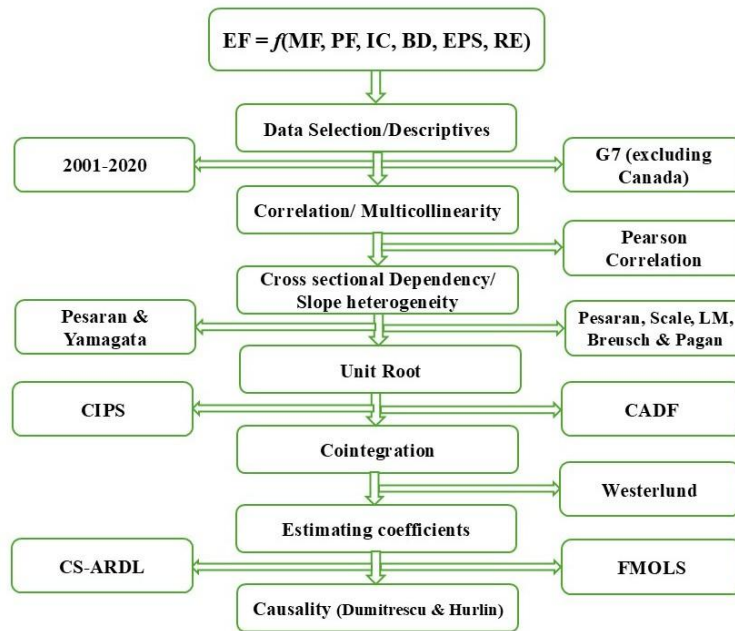 EF = f(MF, PF, IC, BD, EPS, RE)
Data Selection/Descriptives
2001-2020
G7 (excluding
Canada)
Correlation/ Multicollinearity
Pearson
Correlation
Cross sectional Dependency/
Slope heterogeneity
Pesaran &
Yamagata
Pesaran, Scale, LM,
Breusch & Pagan
Unit Root
CIPS
CADF
Cointegration
Westerlund
Estimating coefficients
CS-ARDL
FMOLS
Causality (Dumitrescu & Hurlin)